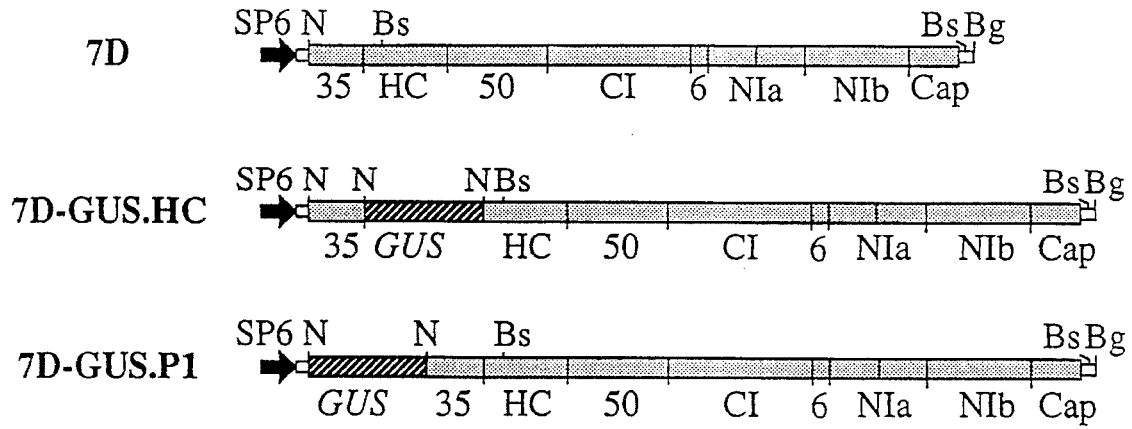 SP6 N Bs Bs Bg
7D
35 HC 50 CI 6 NIa NIb Cap
SP6 N N N Bs Bs Bg
7D-GUS.HC
35 GUS HC 50 CI 6 NIa NIb Cap
SP6 N N Bs Bs Bg
7D-GUS.P1
GUS 35 HC 50 CI 6 NIa NIb Cap